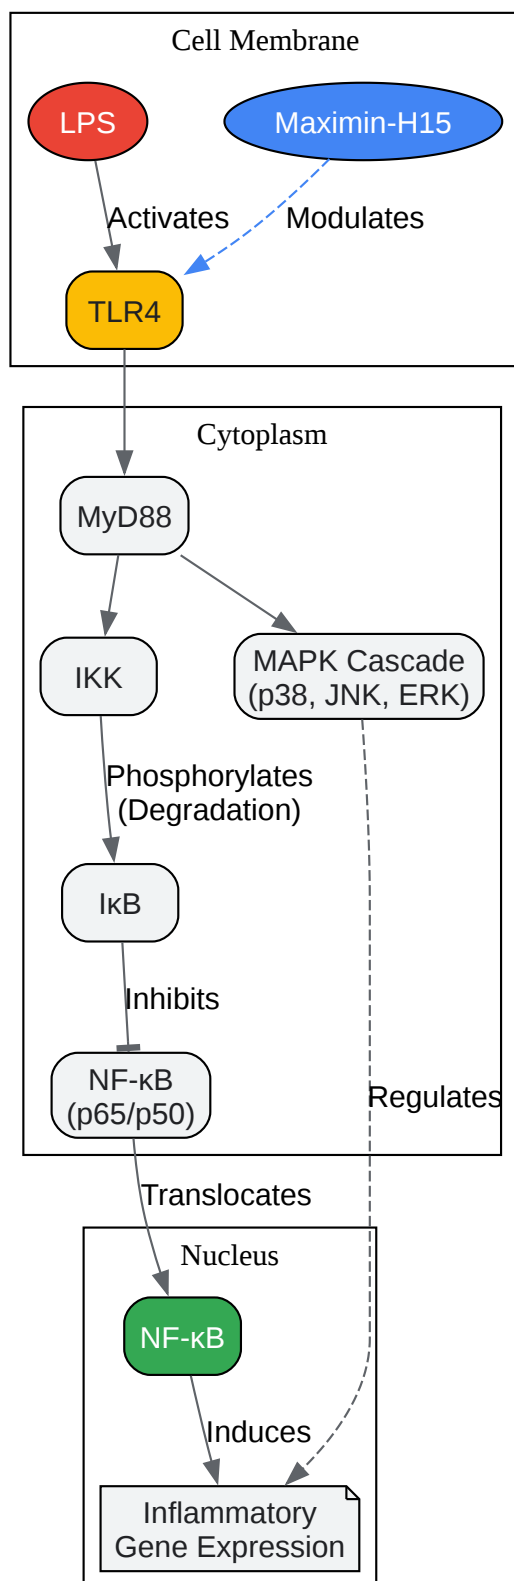 Cell Membrane
LPS
Maximin-H15
Activates
Modulates
TLR4
Cytoplasm
MyD88
IKK
MAPK Cascade
(p38, JNK, ERK)
Phosphorylates
(Degradation)
IκB
Inhibits
NF-κB
(p65/p50)
Regulates
Translocates
Nucleus
NF-κB
Induces
Inflammatory
Gene Expression